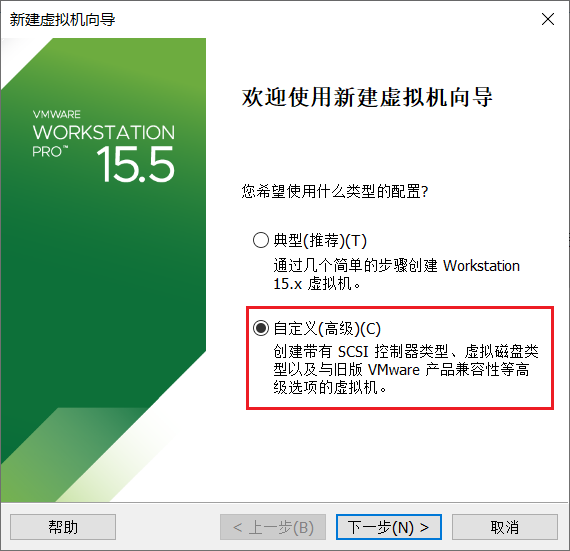 新建虚拟机向导
VMWARE
WORKSTATION
PRO™
15.5
欢迎使用新建虚拟机向导
您希望使用什么类型的配置?
典型(推荐)(T)
通过几个简单的步骤创建 Workstation
15.x 虚拟机。
自定义(高级)(C)
创建带有 SCSI 控制器类型、虚拟磁盘类
型以及与旧版 VMware 产品兼容性等高
级选项的虚拟机。
帮助
< 上一步(B)
下一步(N) >
取消